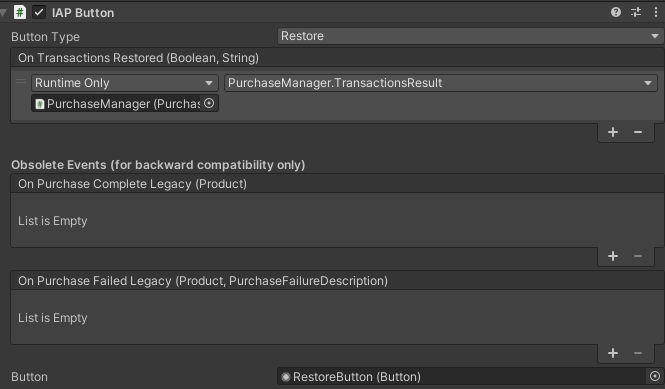 # IAP Button
Button Type Restore
On Transactions Restored (Boolean, String)
Runtime Only PurchaseManager.TransactionsResult
# PurchaseManager (Purchas
+ −
Obsolete Events (for backward compatibility only)
On Purchase Complete Legacy (Product)
List is Empty
+ −
On Purchase Failed Legacy (Product, PurchaseFailureDescription)
List is Empty
+ −
Button RestoreButton (Button)